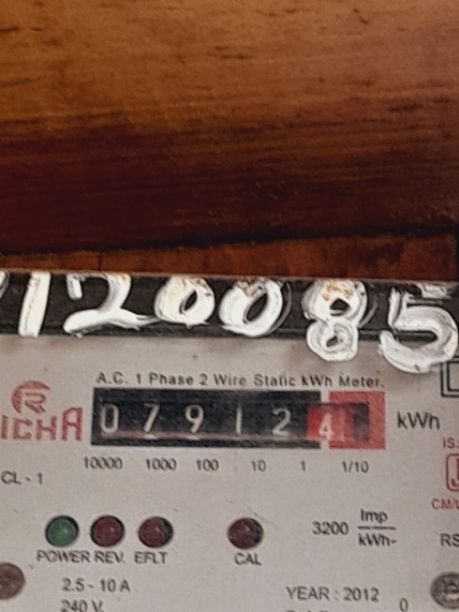 120085
A.C. 1 Phase 2 Wire Static kWh Meter.
079124
kWh
10000 1000 100 10 1 1/10
CL - 1
3200 Imp
kWh
POWER REV. EFLT CAL
2.5 - 10 A
240 V.
YEAR : 2012